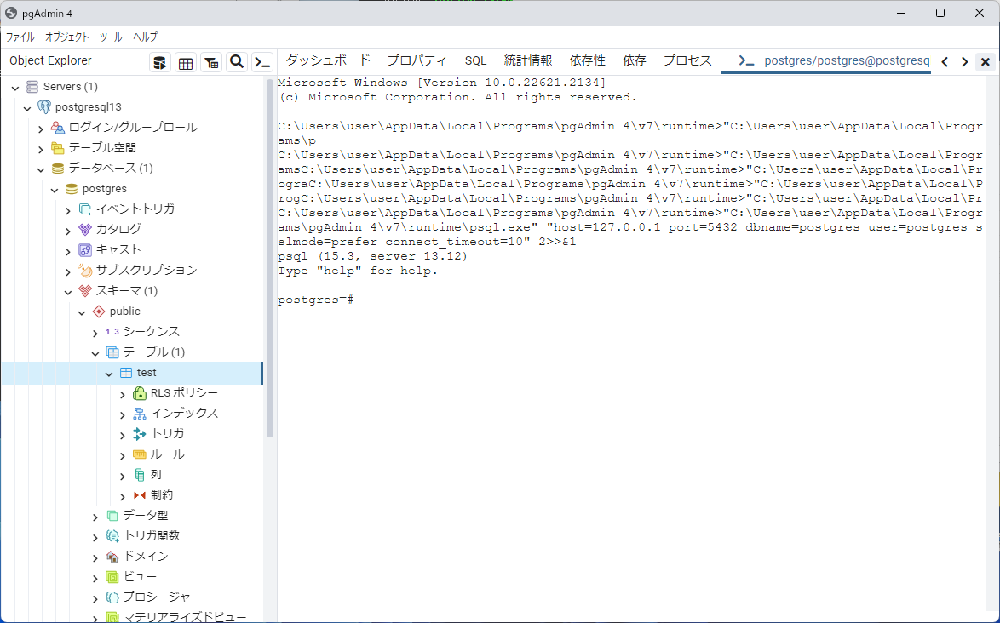 pgAdmin 4
ファイル オブジェクト ツール ヘルプ
Object Explorer
ダッシュボード プロパティ SQL 統計情報 依存性 依存 プロセス postgres/postgres@postgresq
Servers (1)
postgresql13
ログイン/グループロール
テーブル空間
データベース (1)
postgres
イベントトリガ
カタログ
キャスト
サブスクリプション
スキーマ (1)
public
1..3 シーケンス
テーブル (1)
test
RLS ポリシー
インデックス
トリガ
ルール
列
制約
データ型
トリガ関数
ドメイン
ビュー
プロシージャ
マテリアライズドビュー
Microsoft Windows [Version 10.0.22621.2134]
(c) Microsoft Corporation. All rights reserved.
C:\Users\user\AppData\Local\Programs\pgAdmin 4\v7\runtime>"C:\Users\user\AppData\Local\Progr
ams\p
C:\Users\user\AppData\Local\Programs\pgAdmin 4\v7\runtime>"C:\Users\user\AppData\Local\Progr
amsC:\Users\user\AppData\Local\Programs\pgAdmin 4\v7\runtime>"C:\Users\user\AppData\Local\Pr
ograC:\Users\user\AppData\Local\Programs\pgAdmin 4\v7\runtime>"C:\Users\user\AppData\Local\P
rogC:\Users\user\AppData\Local\Programs\pgAdmin 4\v7\runtime>"C:\Users\user\AppData\Local\Pr
C:\Users\user\AppData\Local\Programs\pgAdmin 4\v7\runtime>"C:\Users\user\AppData\Local\Progr
ams\pgAdmin 4\v7\runtime\psql.exe" "host=127.0.0.1 port=5432 dbname=postgres user=postgres s
slmode=prefer connect_timeout=10" 2>>&1
psql (15.3, server 13.12)
Type "help" for help.
postgres=#